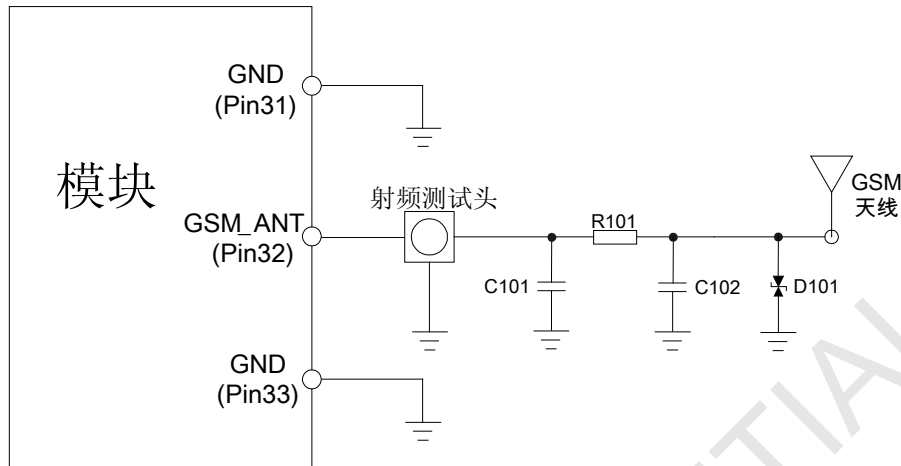 GND
(Pin31)
模块
射频测试头
GSM_ANT
(Pin32)
R101
GSM
天线
C101
C102
D101
GND
(Pin33)